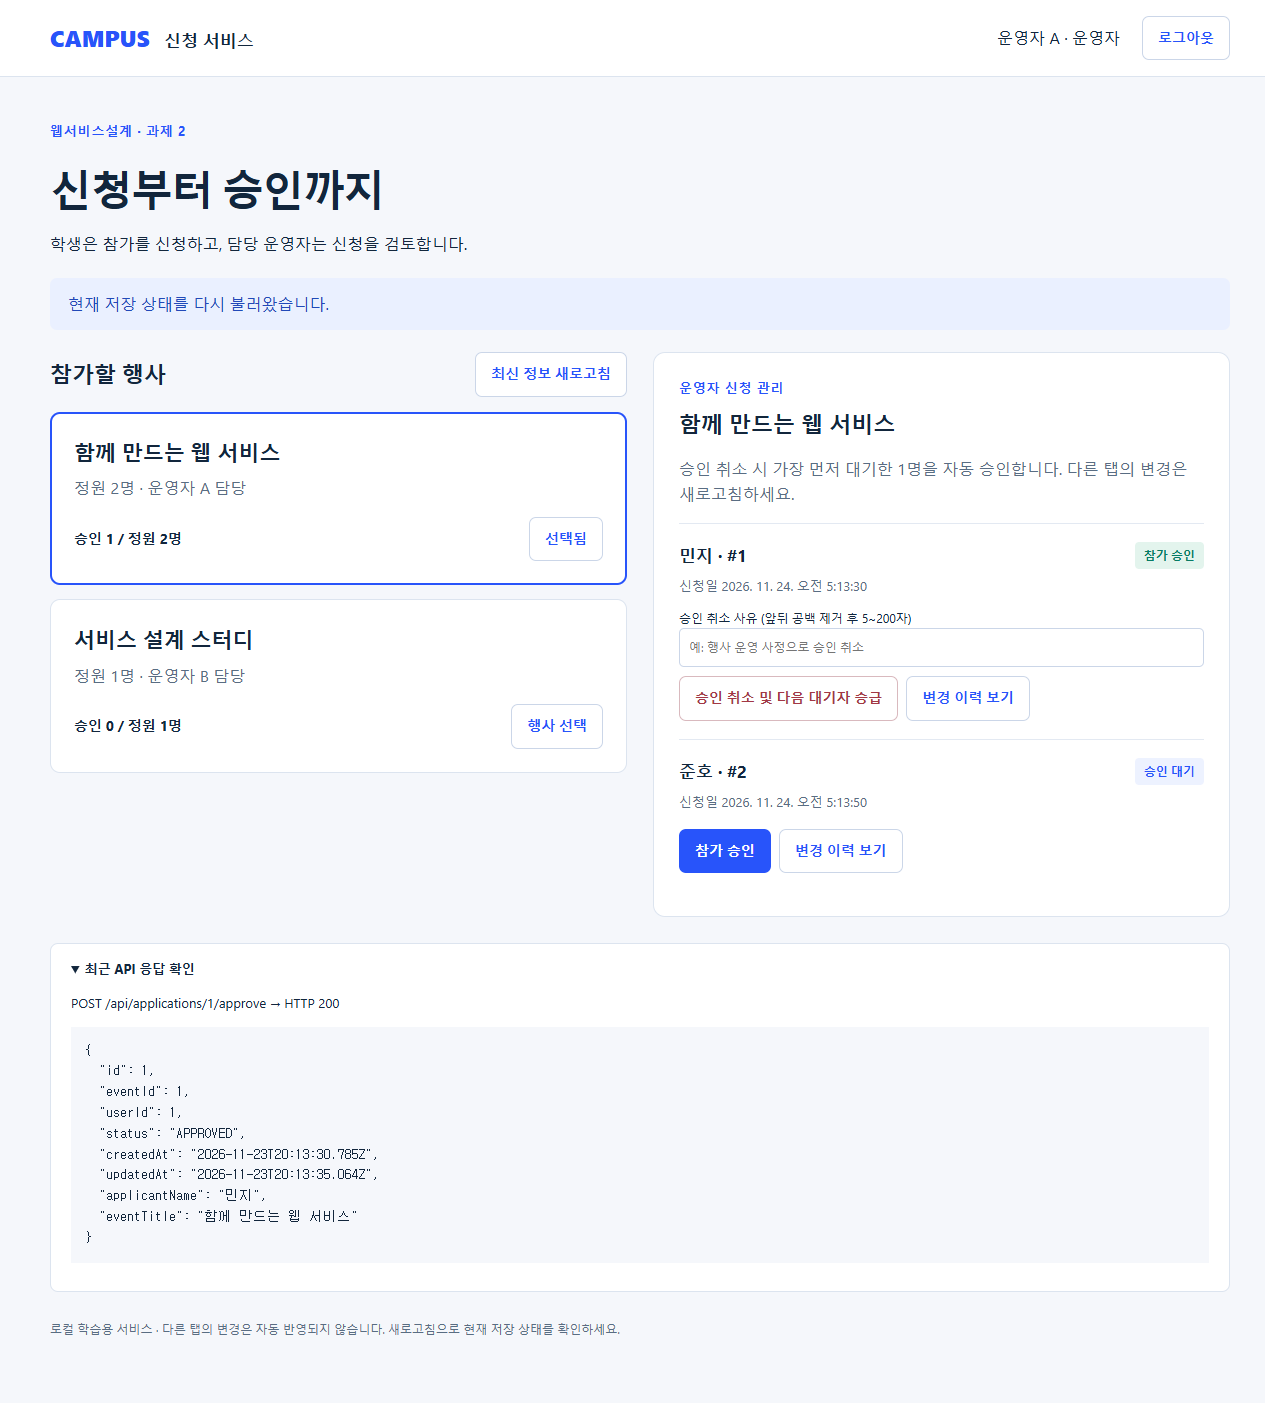 CAMPUS 신청 서비스
운영자 A · 운영자
로그아웃
웹서비스설계 · 과제 2
신청부터 승인까지
학생은 참가를 신청하고, 담당 운영자는 신청을 검토합니다.
현재 저장 상태를 다시 불러왔습니다.
참가할 행사
최신 정보 새로고침
함께 만드는 웹 서비스
정원 2명 · 운영자 A 담당
승인 1 / 정원 2명
선택됨
서비스 설계 스터디
정원 1명 · 운영자 B 담당
승인 0 / 정원 1명
행사 선택
운영자 신청 관리
함께 만드는 웹 서비스
승인 취소 시 가장 먼저 대기한 1명을 자동 승인합니다. 다른 탭의 변경은
새로고침하세요.
민지 · #1
참가 승인
신청일 2026. 11. 24. 오전 5:13:30
승인 취소 사유 (앞뒤 공백 제거 후 5~200자)
예: 행사 운영 사정으로 승인 취소
승인 취소 및 다음 대기자 승급
변경 이력 보기
준호 · #2
승인 대기
신청일 2026. 11. 24. 오전 5:13:50
참가 승인
변경 이력 보기
▼ 최근 API 응답 확인
POST /api/applications/1/approve → HTTP 200
{
"id": 1,
"eventId": 1,
"userId": 1,
"status": "APPROVED",
"createdAt": "2026-11-23T20:13:30.785Z",
"updatedAt": "2026-11-23T20:13:35.064Z",
"applicantName": "민지",
"eventTitle": "함께 만드는 웹 서비스"
}
로컬 학습용 서비스 · 다른 탭의 변경은 자동 반영되지 않습니다. 새로고침으로 현재 저장 상태를 확인하세요.